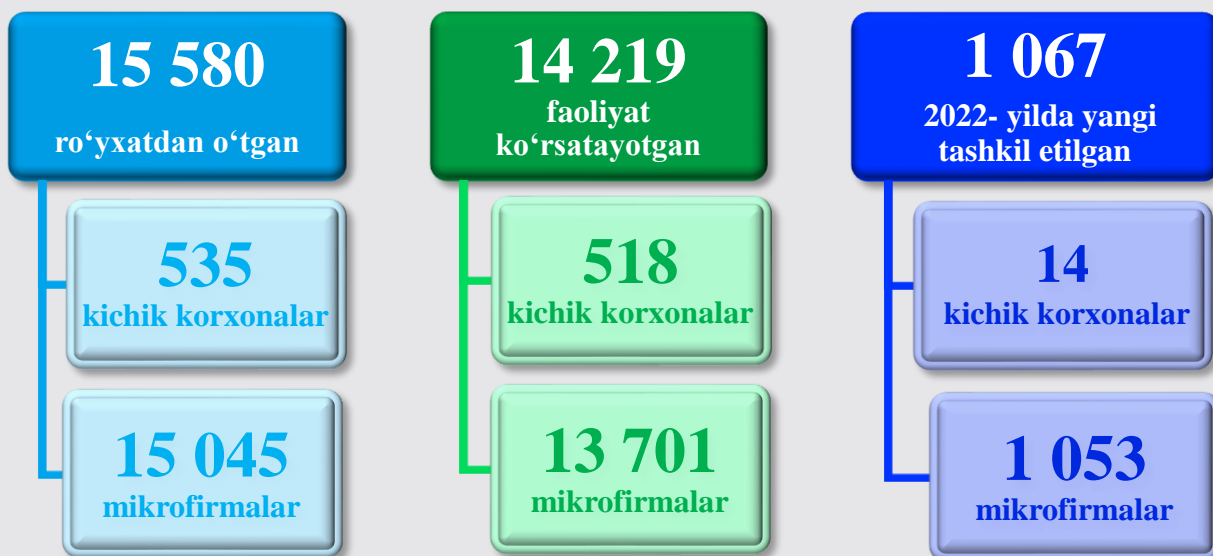 15 580
ro‘yxatdan o‘tgan
535
kichik korxonalar
15 045
mikrofirmalar
14 219
faoliyat
ko‘rsatayotgan
518
kichik korxonalar
13 701
mikrofirmalar
1 067
2022- yilda yangi
tashkil etilgan
14
kichik korxonalar
1 053
mikrofirmalar